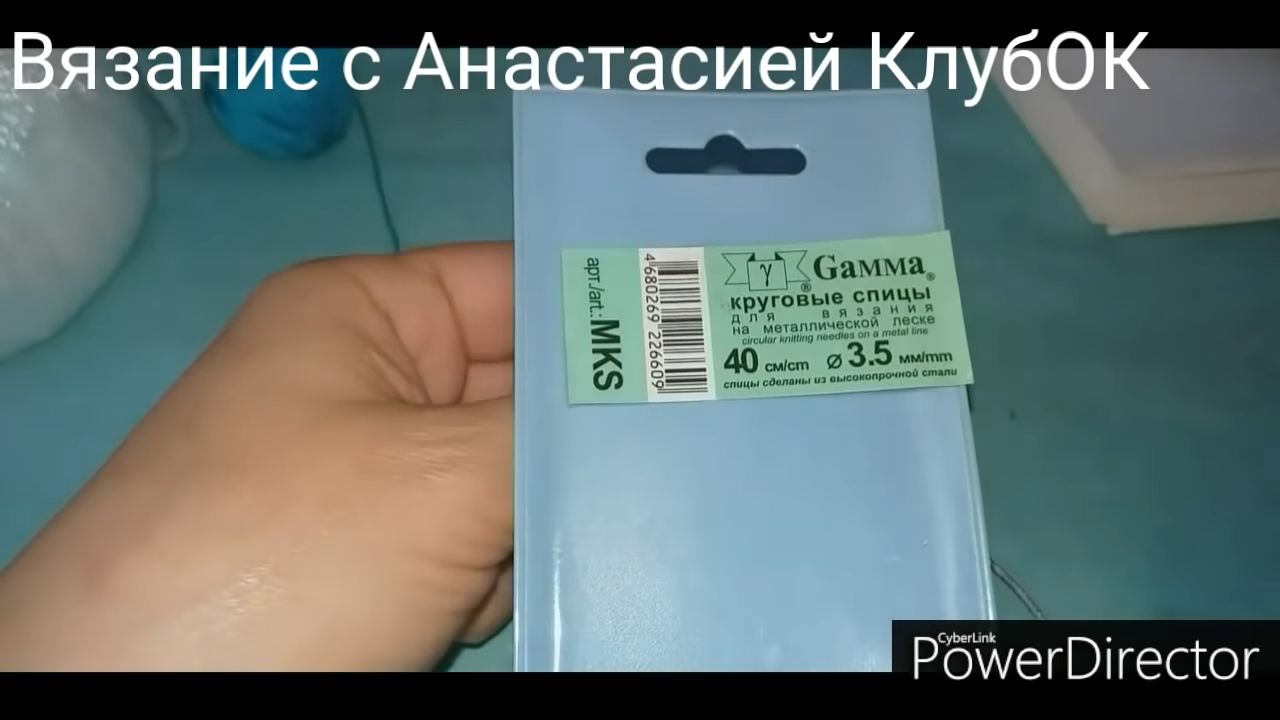 Вязание с Анастасией КлубОК
арт./art.: MKS
4 680269 226609
γ ® Gamma®
круговые спицы
для вязания
на металлической леске
circular knitting needles on a metal line
40 см/cm ⌀ 3.5 мм/mm
спицы сделаны из высокопрочной стали
CyberLink
PowerDirector